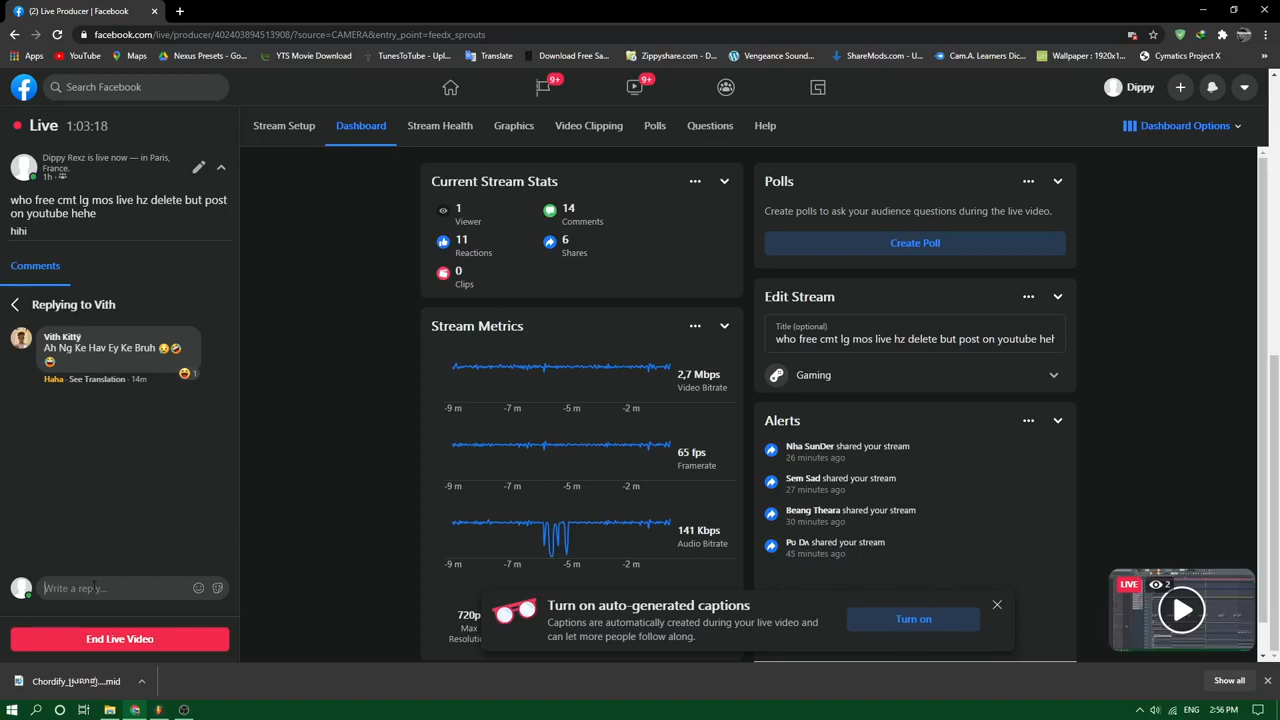 (2) Live Producer | Facebook
facebook.com/live/producer/402403894513908/?source=CAMERA&entry_point=feedx_sprouts
Apps YouTube Maps Nexus Presets - Go... YTS Movie Download TunesToTube - Upl... Translate Download Free Sa... Zippyshare.com - D... Vengeance Sound... ShareMods.com - U... Cam.A. Learners Dic... Wallpaper : 1920x1... Cymatics Project X
Search Facebook
9+
9+
Dippy
Live 1:03:18
Dippy Rexz is live now — in Paris,
France.
1h
who free cmt lg mos live hz delete but post
on youtube hehe
hihi
Comments
Replying to Vith
Vith Kittÿ
Ah Ng Ke Hav Ey Ke Bruh 😣🤣
😂
1
Haha · See Translation · 14m
Write a reply...
End Live Video
Stream Setup Dashboard Stream Health Graphics Video Clipping Polls Questions Help
Dashboard Options
Current Stream Stats
1
Viewer
14
Comments
11
Reactions
6
Shares
0
Clips
Stream Metrics
2,7 Mbps
Video Bitrate
-9 m -7 m -5 m -2 m
65 fps
Framerate
-9 m -7 m -5 m -2 m
141 Kbps
Audio Bitrate
-9 m -7 m -5 m -2 m
720p
Max
Resolution
Polls
Create polls to ask your audience questions during the live video.
Create Poll
Edit Stream
Title (optional)
who free cmt lg mos live hz delete but post on youtube heh
Gaming
Alerts
Nha SunDer shared your stream
26 minutes ago
Sem Sad shared your stream
27 minutes ago
Beang Theara shared your stream
30 minutes ago
Pᴅ Dᴀ shared your stream
45 minutes ago
Turn on auto-generated captions
Captions are automatically created during your live video and
can let more people follow along.
Turn on
LIVE 2
Show all
ENG 2:56 PM